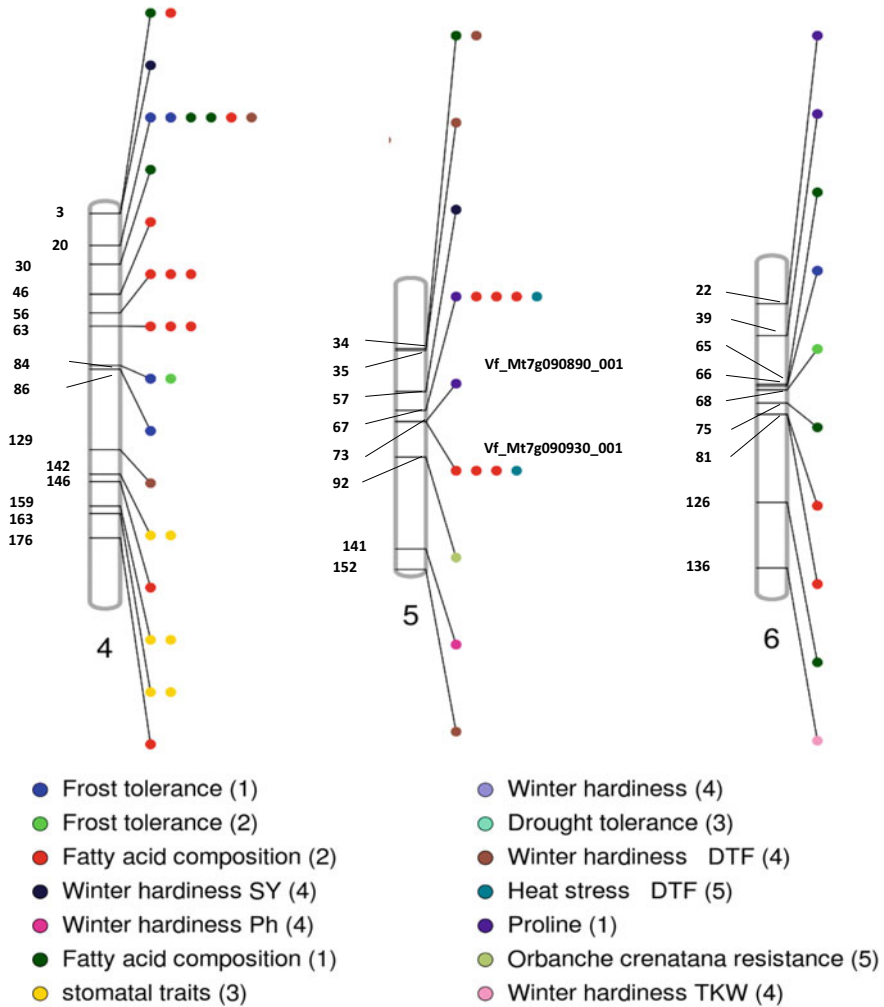 3
20
30
46
56
63
84
86
129
142
146
159
163
176
4
34
35
57
67
73
92
141
152
Vf_Mt7g090890_001
Vf_Mt7g090930_001
5
22
39
65
66
68
75
81
126
136
6
Frost tolerance (1)
Frost tolerance (2)
Fatty acid composition (2)
Winter hardiness SY (4)
Winter hardiness Ph (4)
Fatty acid composition (1)
stomatal traits (3)
Winter hardiness (4)
Drought tolerance (3)
Winter hardiness DTF (4)
Heat stress DTF (5)
Proline (1)
Orbanche crenatana resistance (5)
Winter hardiness TKW (4)